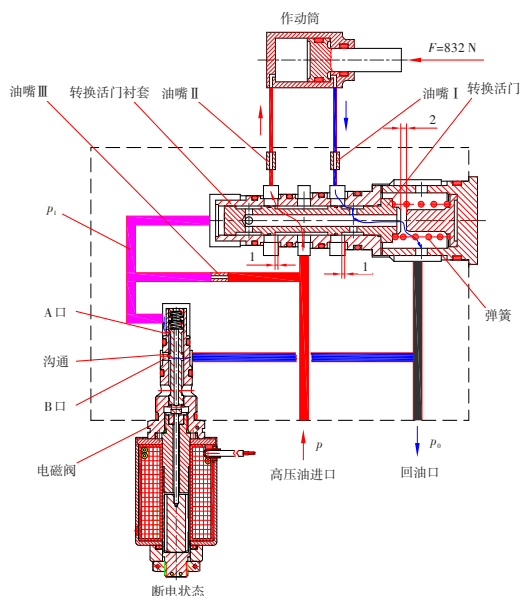 作动筒
F=832 N
油嘴Ⅲ
转换活门衬套
油嘴Ⅱ
油嘴Ⅰ
转换活门
2
1
p₁
1
1
A口
弹簧
沟通
B口
p
p₀
电磁阀
高压油进口
回油口
断电状态